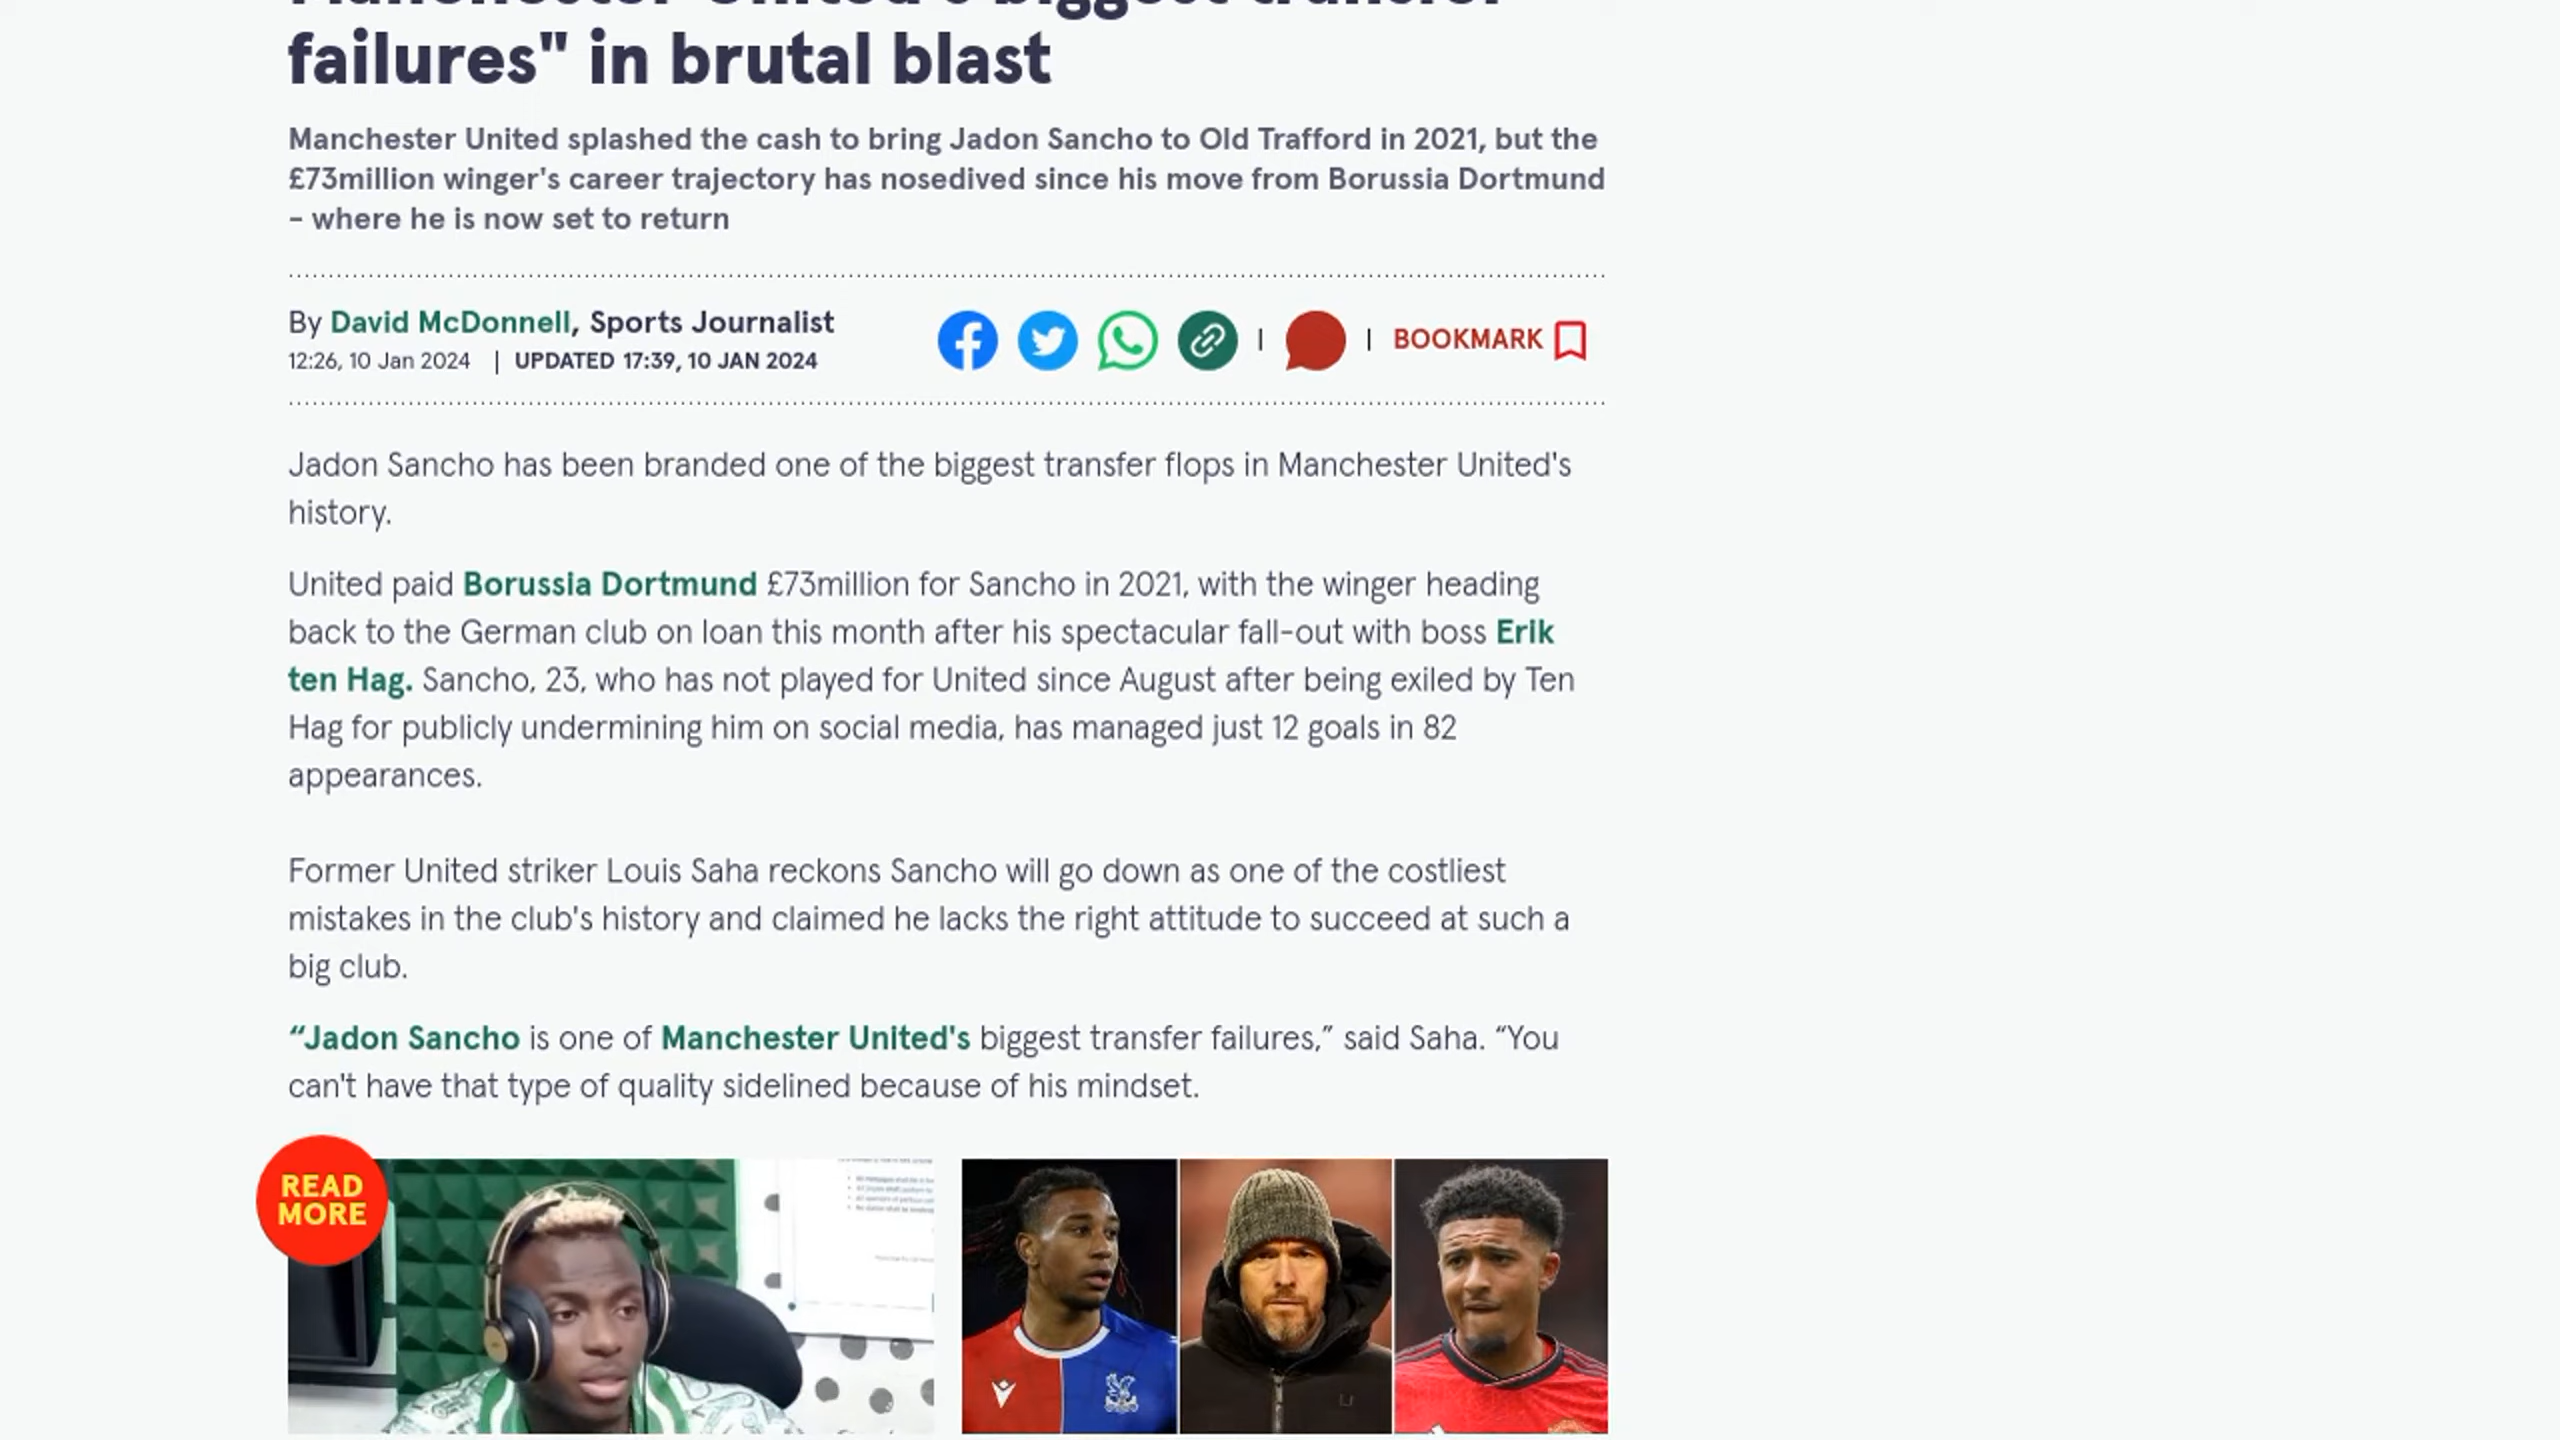 Manchester United's biggest transfer
failures" in brutal blast
Manchester United splashed the cash to bring Jadon Sancho to Old Trafford in 2021, but the
£73million winger's career trajectory has nosedived since his move from Borussia Dortmund
– where he is now set to return
By David McDonnell, Sports Journalist
12:26, 10 Jan 2024 | UPDATED 17:39, 10 JAN 2024
| | BOOKMARK
Jadon Sancho has been branded one of the biggest transfer flops in Manchester United's
history.
United paid Borussia Dortmund £73million for Sancho in 2021, with the winger heading
back to the German club on loan this month after his spectacular fall-out with boss Erik
ten Hag. Sancho, 23, who has not played for United since August after being exiled by Ten
Hag for publicly undermining him on social media, has managed just 12 goals in 82
appearances.
Former United striker Louis Saha reckons Sancho will go down as one of the costliest
mistakes in the club's history and claimed he lacks the right attitude to succeed at such a
big club.
“Jadon Sancho is one of Manchester United's biggest transfer failures,” said Saha. “You
can't have that type of quality sidelined because of his mindset.
READ
MORE